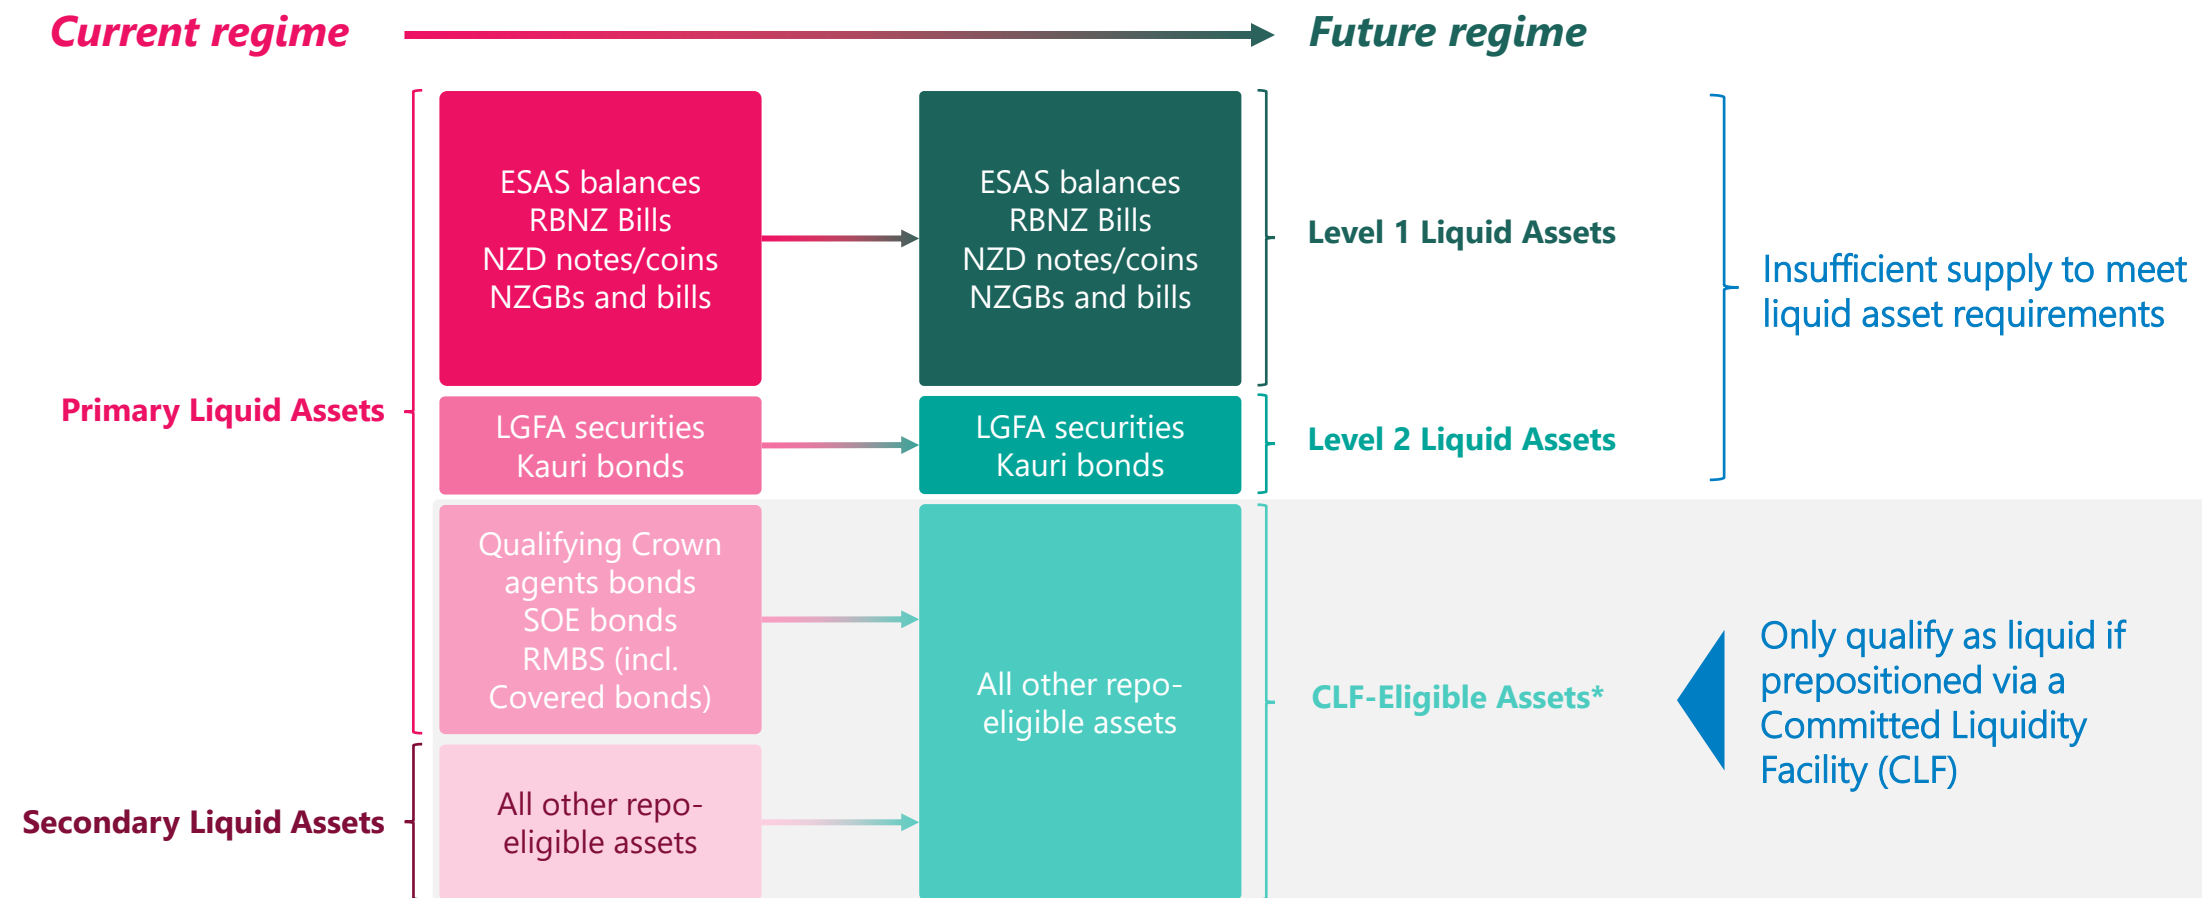 Current regime
Future regime
Primary Liquid Assets
Secondary Liquid Assets
ESAS balances
RBNZ Bills
NZD notes/coins
NZGBs and bills
LGFA securities
Kauri bonds
Qualifying Crown
agents bonds
SOE bonds
RMBS (incl.
Covered bonds)
All other repo-
eligible assets
ESAS balances
RBNZ Bills
NZD notes/coins
NZGBs and bills
LGFA securities
Kauri bonds
All other repo-
eligible assets
Level 1 Liquid Assets
Level 2 Liquid Assets
CLF-Eligible Assets*
Insufficient supply to meet
liquid asset requirements
Only qualify as liquid if
prepositioned via a
Committed Liquidity
Facility (CLF)